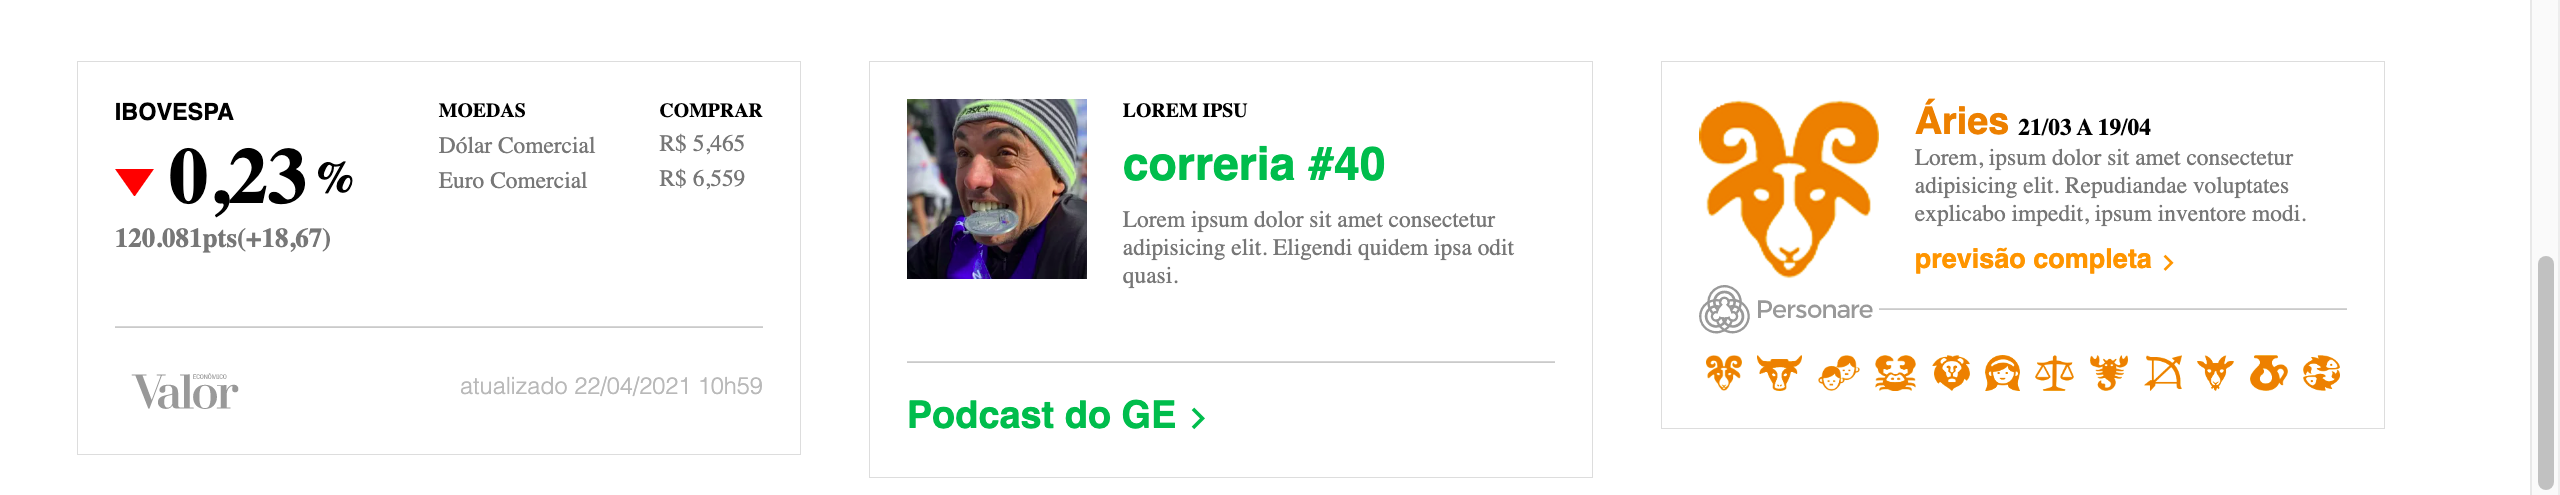 IBOVESPA
0,23 %
120.081pts(+18,67)
MOEDAS COMPRAR
Dólar Comercial R$ 5,465
Euro Comercial R$ 6,559
Valor ECONÔMICO
atualizado 22/04/2021 10h59
asics
LOREM IPSU
correria #40
Lorem ipsum dolor sit amet consectetur
adipisicing elit. Eligendi quidem ipsa odit
quasi.
Podcast do GE >
Áries 21/03 A 19/04
Lorem, ipsum dolor sit amet consectetur
adipisicing elit. Repudiandae voluptates
explicabo impedit, ipsum inventore modi.
previsão completa >
Personare